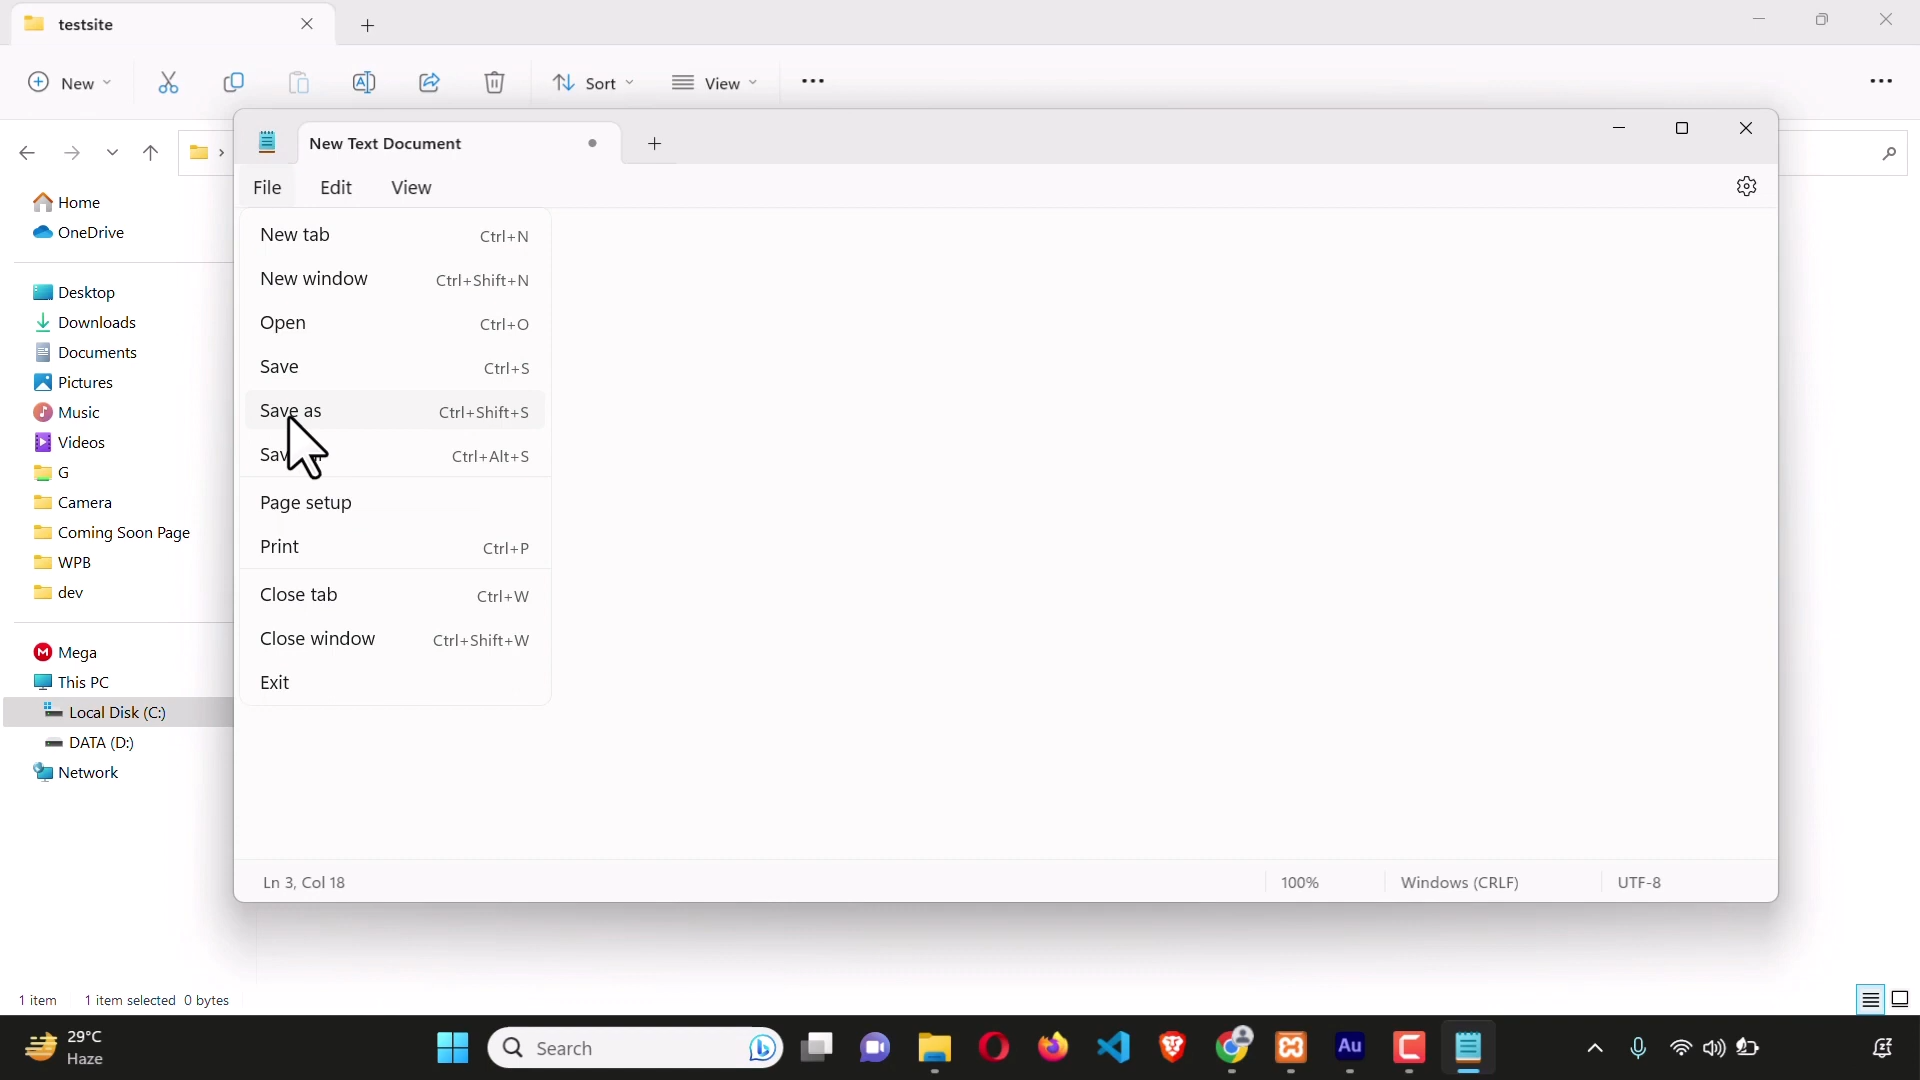 testsite
New
Sort
View
New Text Document
File Edit View
Home
OneDrive
Desktop
Downloads
Documents
Pictures
Music
Videos
G
Camera
Coming Soon Page
WPB
dev
Mega
This PC
Local Disk (C:)
DATA (D:)
Network
New tab Ctrl+N
New window Ctrl+Shift+N
Open Ctrl+O
Save Ctrl+S
Save as Ctrl+Shift+S
Ctrl+Alt+S
Page setup
Print Ctrl+P
Close tab Ctrl+W
Close window Ctrl+Shift+W
Exit
Ln 3, Col 18 100% Windows (CRLF) UTF-8
1 item 1 item selected 0 bytes
29°C
Haze
Search
Au